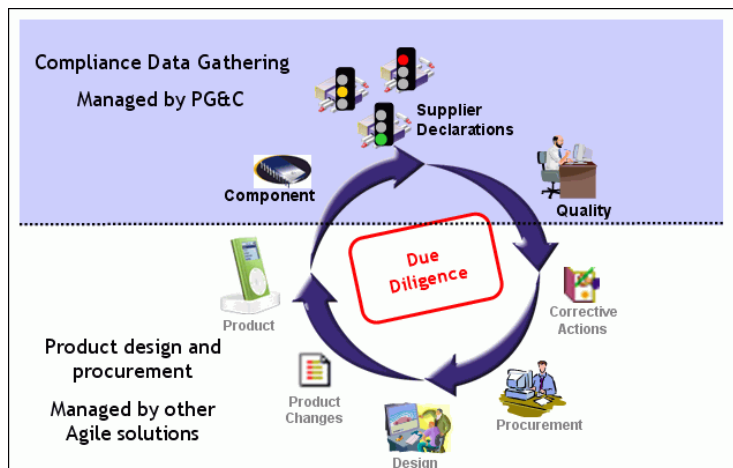 Compliance Data Gathering
Managed by PG&C
Supplier
Declarations
Component
Quality
Due
Diligence
Product
Corrective
Actions
Product design and
procurement
Product
Changes
Procurement
Managed by other
Agile solutions
Design